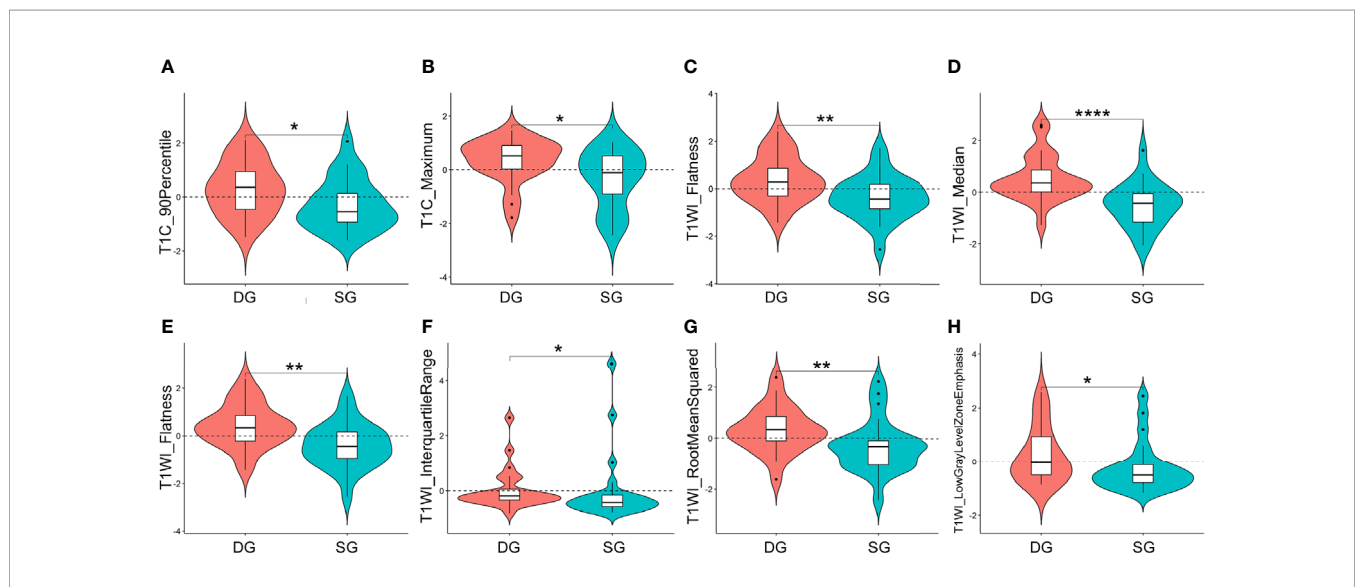 A
B
C
D
T1C_90Percentile
2
0
-2
*
DG
SG
T1C_Maximum
2
0
-2
-4
*
DG
SG
T1WI_Flatness
4
2
0
-2
-4
**
DG
SG
T1WI_Median
2
0
-2
****
DG
SG
E
F
G
H
T1WI_Flatness
2
0
-2
-4
**
DG
SG
T1WI_InterquartileRange
4
2
0
*
DG
SG
T1WI_RootMeanSquared
2
0
-2
**
DG
SG
T1WI_LowGrayLevelZoneEmphasis
4
2
0
-2
*
DG
SG